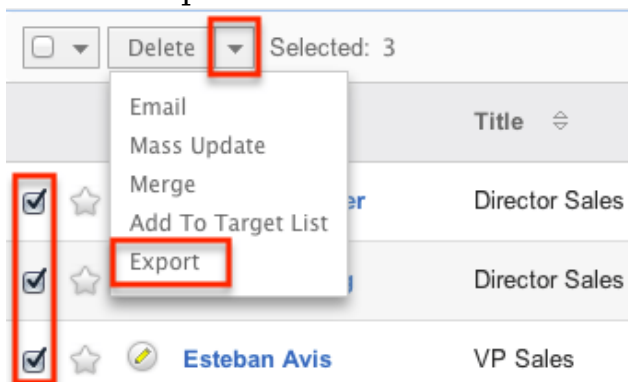 Delete Selected: 3
Email
Mass Update
Merge
Add To Target List
Export
Title
er Director Sales
g Director Sales
Esteban Avis VP Sales